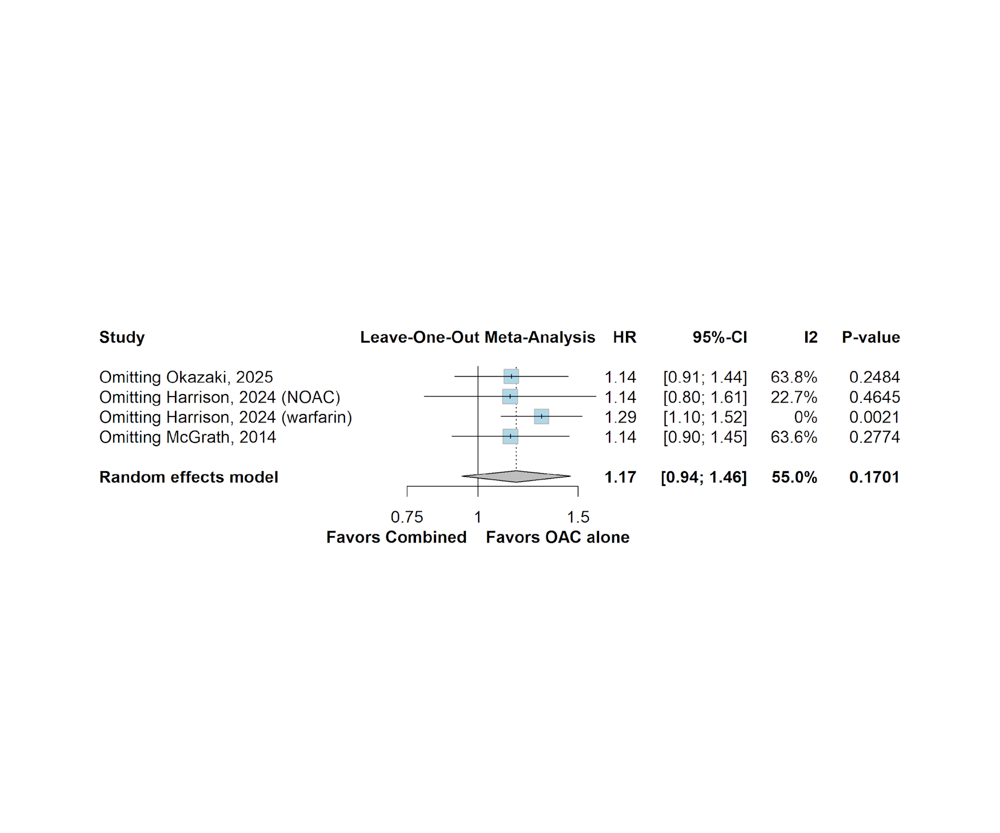 Study Leave-One-Out Meta-Analysis HR 95%-CI I2 P-value
Omitting Okazaki, 2025 1.14 [0.91; 1.44] 63.8% 0.2484
Omitting Harrison, 2024 (NOAC) 1.14 [0.80; 1.61] 22.7% 0.4645
Omitting Harrison, 2024 (warfarin) 1.29 [1.10; 1.52] 0% 0.0021
Omitting McGrath, 2014 1.14 [0.90; 1.45] 63.6% 0.2774
Random effects model 1.17 [0.94; 1.46] 55.0% 0.1701
0.75 1 1.5
Favors Combined Favors OAC alone